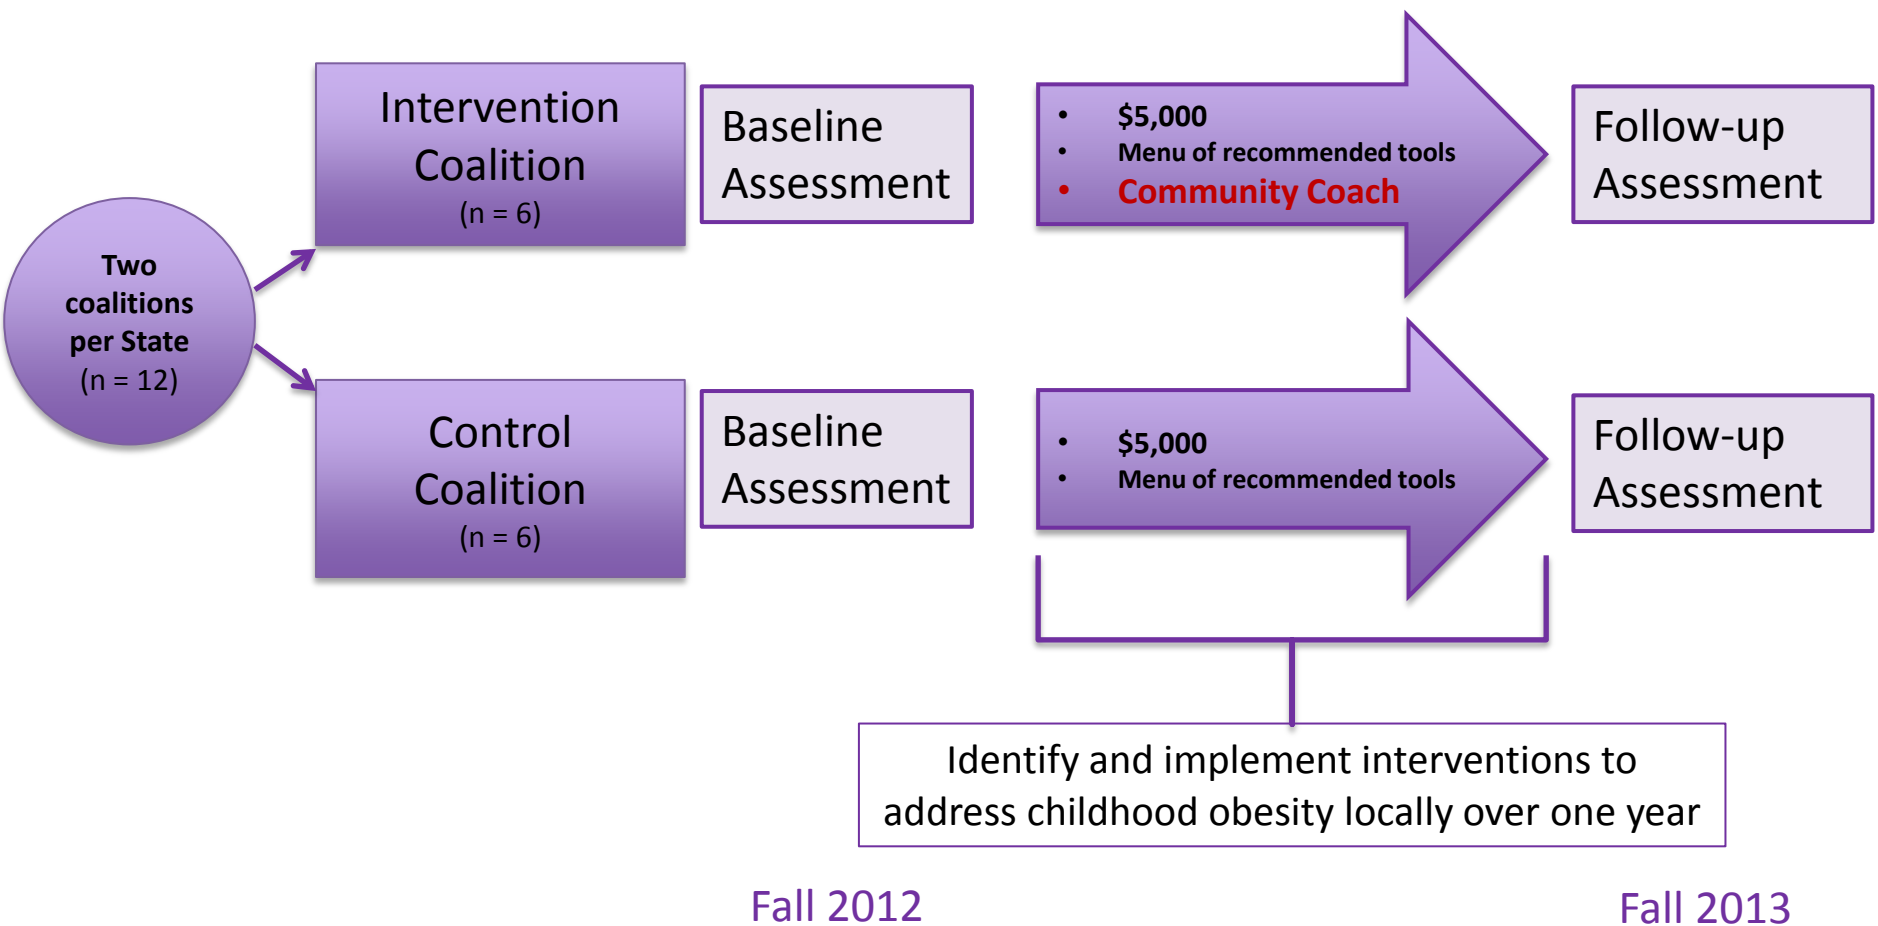 Two
coalitions
per State
(n = 12)
Intervention
Coalition
(n = 6)
Baseline
Assessment
• $5,000
• Menu of recommended tools
• Community Coach
Follow-up
Assessment
Control
Coalition
(n = 6)
Baseline
Assessment
• $5,000
• Menu of recommended tools
Follow-up
Assessment
Identify and implement interventions to
address childhood obesity locally over one year
Fall 2012
Fall 2013